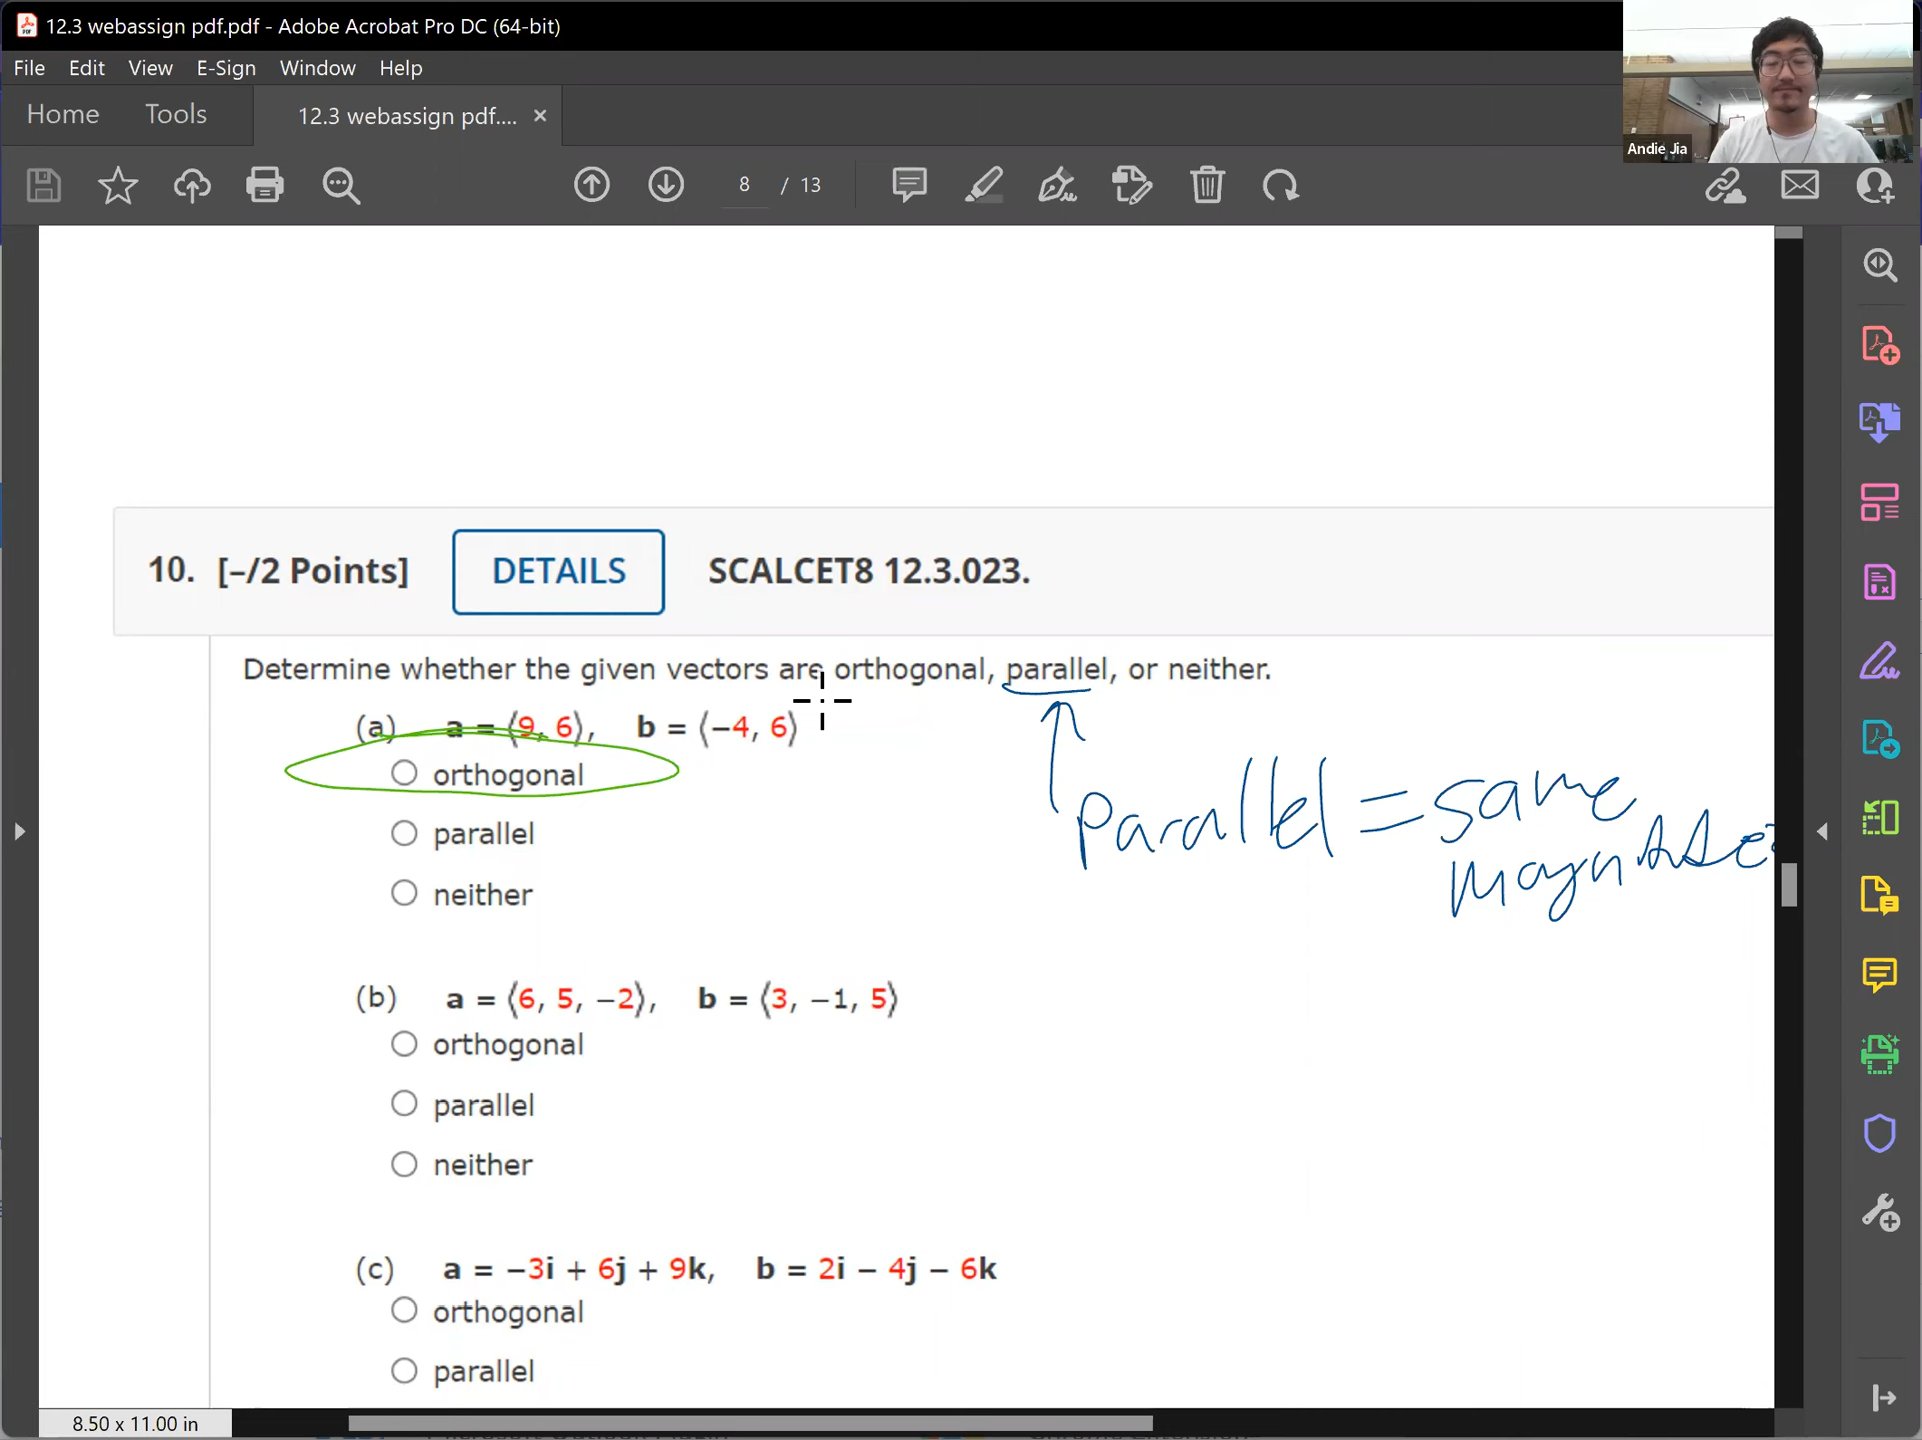 12.3 webassign pdf.pdf - Adobe Acrobat Pro DC (64-bit)
File Edit View E-Sign Window Help
Home Tools 12.3 webassign pdf.... ×
Andie Jia
8 / 13
10. [–/2 Points] DETAILS SCALCET8 12.3.023.
Determine whether the given vectors are orthogonal, parallel, or neither.
(a) a = ⟨9, 6⟩, b = ⟨−4, 6⟩
orthogonal
parallel
neither
parallel = same
(b) a = ⟨6, 5, −2⟩, b = ⟨3, −1, 5⟩
orthogonal
parallel
neither
(c) a = −3i + 6j + 9k, b = 2i − 4j − 6k
orthogonal
parallel
8.50 x 11.00 in